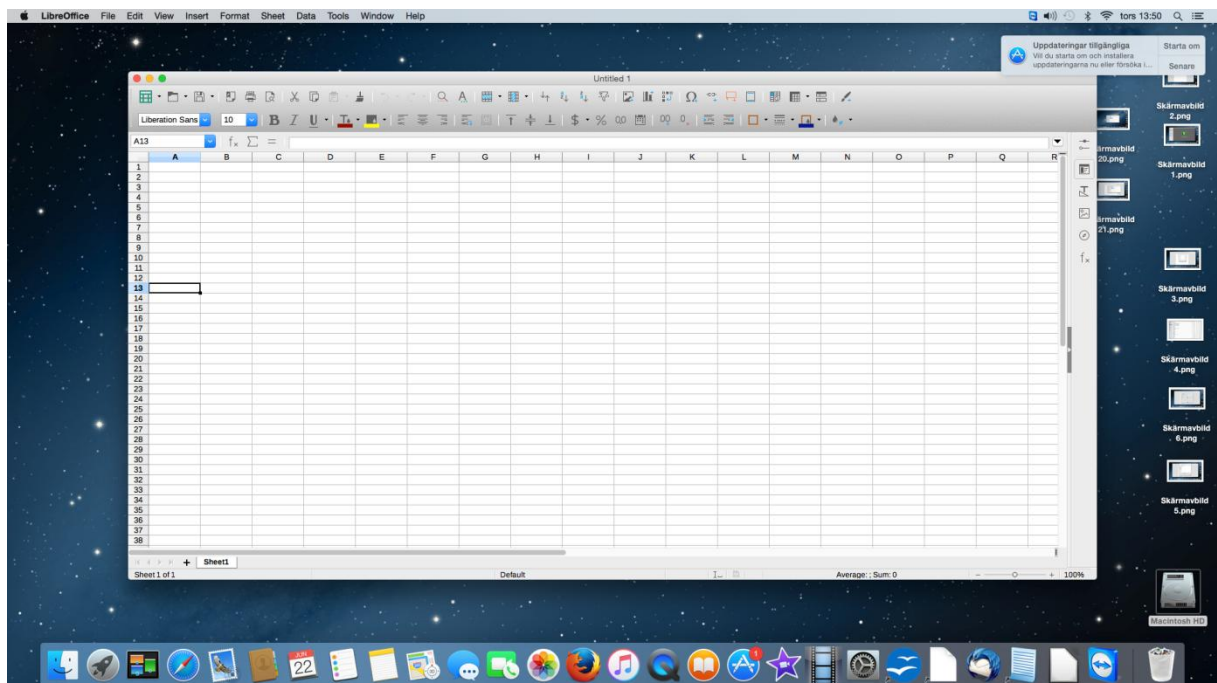 LibreOffice File Edit View Insert Format Sheet Data Tools Window Help
tors 13:50
Uppdateringar tillgängliga
Vill du starta om och installera
uppdateringarna nu eller försöka i...
Starta om
Senare
Untitled 1
Liberation Sans 10
A13
A B C D E F G H I J K L M N O P Q R
1
2
3
4
5
6
7
8
9
10
11
12
13
14
15
16
17
18
19
20
21
22
23
24
25
26
27
28
29
30
31
32
33
34
35
36
37
38
Sheet1
Sheet 1 of 1 Default Average: ; Sum: 0 100%
Skärmavbild
2.png
Skärmavbild
1.png
20.png
21.png
Skärmavbild
3.png
Skärmavbild
4.png
Skärmavbild
6.png
Skärmavbild
5.png
Macintosh HD
JUN
22
1